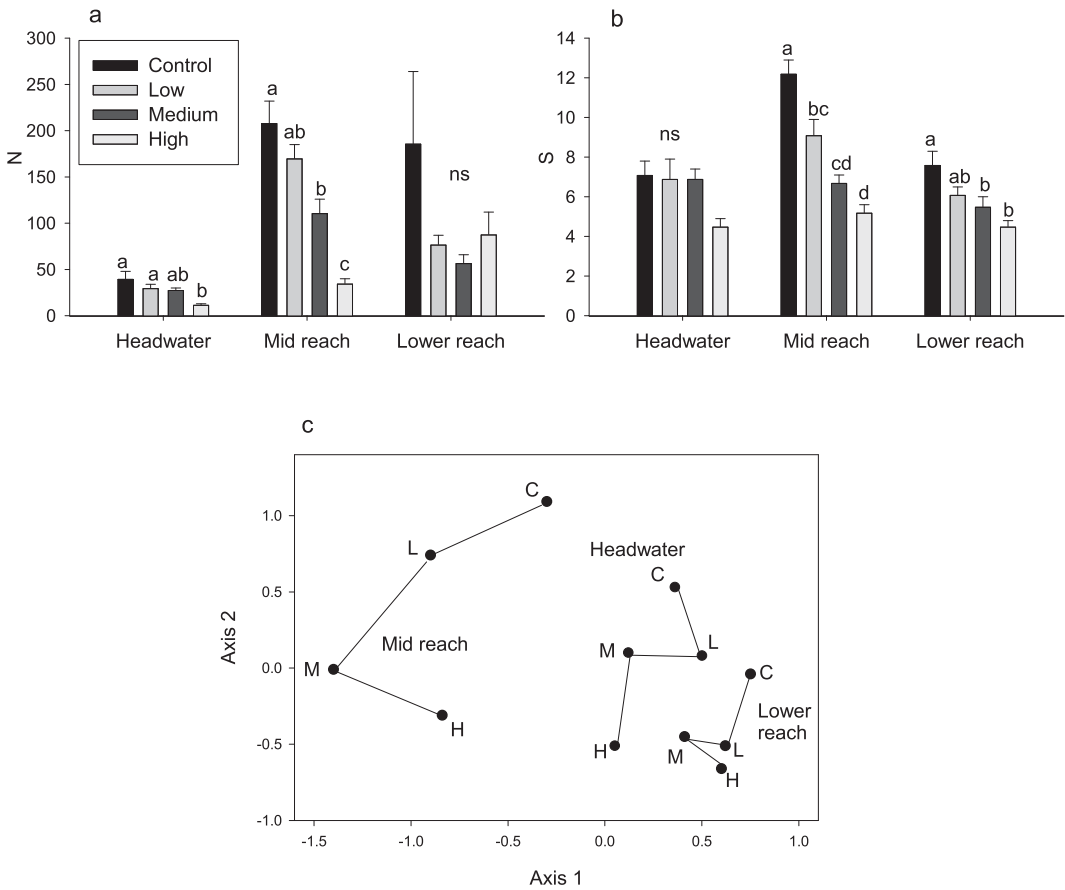 a
300
250
200
150
100
50
0
N
Control
Low
Medium
High
a a ab b
a ab b c
ns
Headwater Mid reach Lower reach
b
14
12
10
8
6
4
2
0
S
ns
a bc cd d
a ab b b
Headwater Mid reach Lower reach
c
1.0
0.5
0.0
-0.5
-1.0
Axis 2
C
L
M
H
Mid reach
Headwater
C
L
M
H
C
L
M
H
Lower
reach
-1.5 -1.0 -0.5 0.0 0.5 1.0
Axis 1